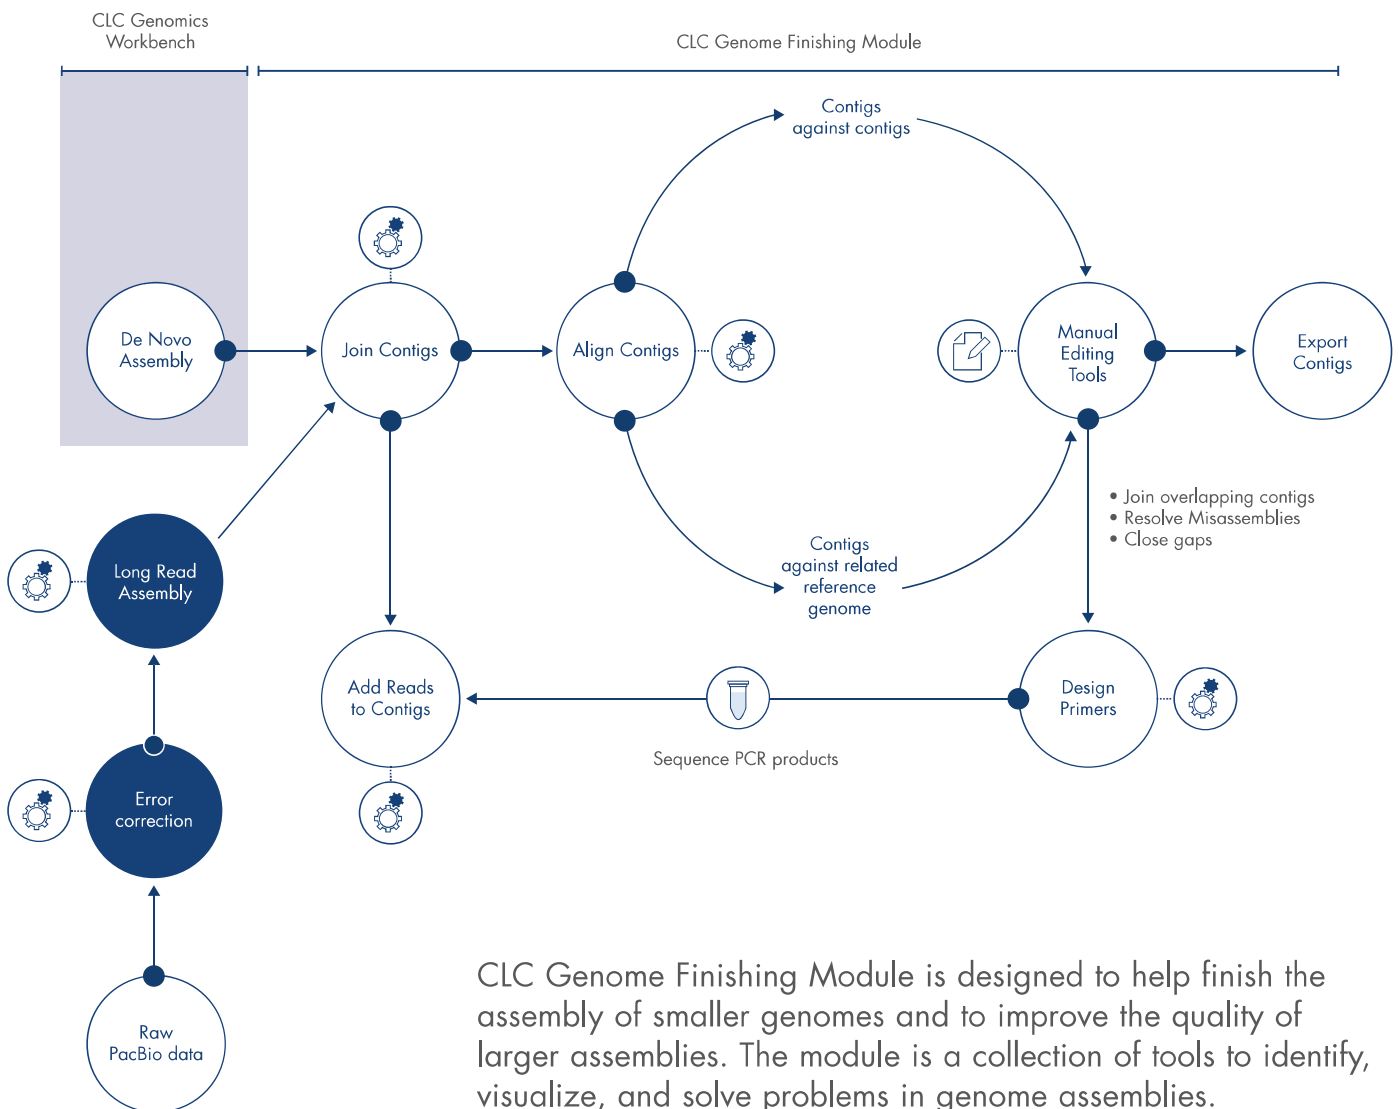 CLC Genomics
Workbench
CLC Genome Finishing Module
Contigs
against contigs
De Novo
Assembly
Join Contigs
Align Contigs
Manual
Editing
Tools
Export
Contigs
• Join overlapping contigs
• Resolve Misassemblies
• Close gaps
Long Read
Assembly
Contigs
against related
reference
genome
Add Reads
to Contigs
Design
Primers
Sequence PCR products
Error
correction
Raw
PacBio data
CLC Genome Finishing Module is designed to help finish the
assembly of smaller genomes and to improve the quality of
larger assemblies. The module is a collection of tools to identify,
visualize, and solve problems in genome assemblies.